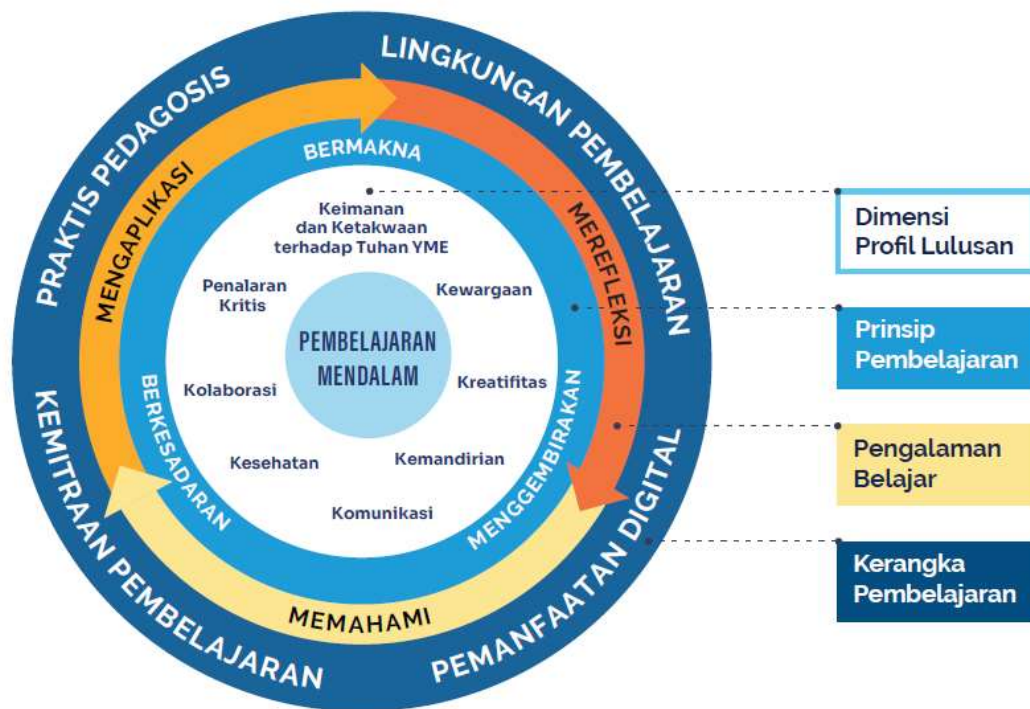 PRAKTIS PEDAGOGIS
LINGKUNGAN PEMBELAJARAN
PEMANFAATAN DIGITAL
KEMITRAAN PEMBELAJARAN
MENGAPLIKASI
MEREFLEKSI
MEMAHAMI
BERMAKNA
MENGGEMBIRAKAN
BERKESADARAN
Keimanan
dan Ketakwaan
terhadap Tuhan YME
Kewargaan
Kreatifitas
Kemandirian
Komunikasi
Kesehatan
Kolaborasi
Penalaran
Kritis
PEMBELAJARAN
MENDALAM
Dimensi
Profil Lulusan
Prinsip
Pembelajaran
Pengalaman
Belajar
Kerangka
Pembelajaran